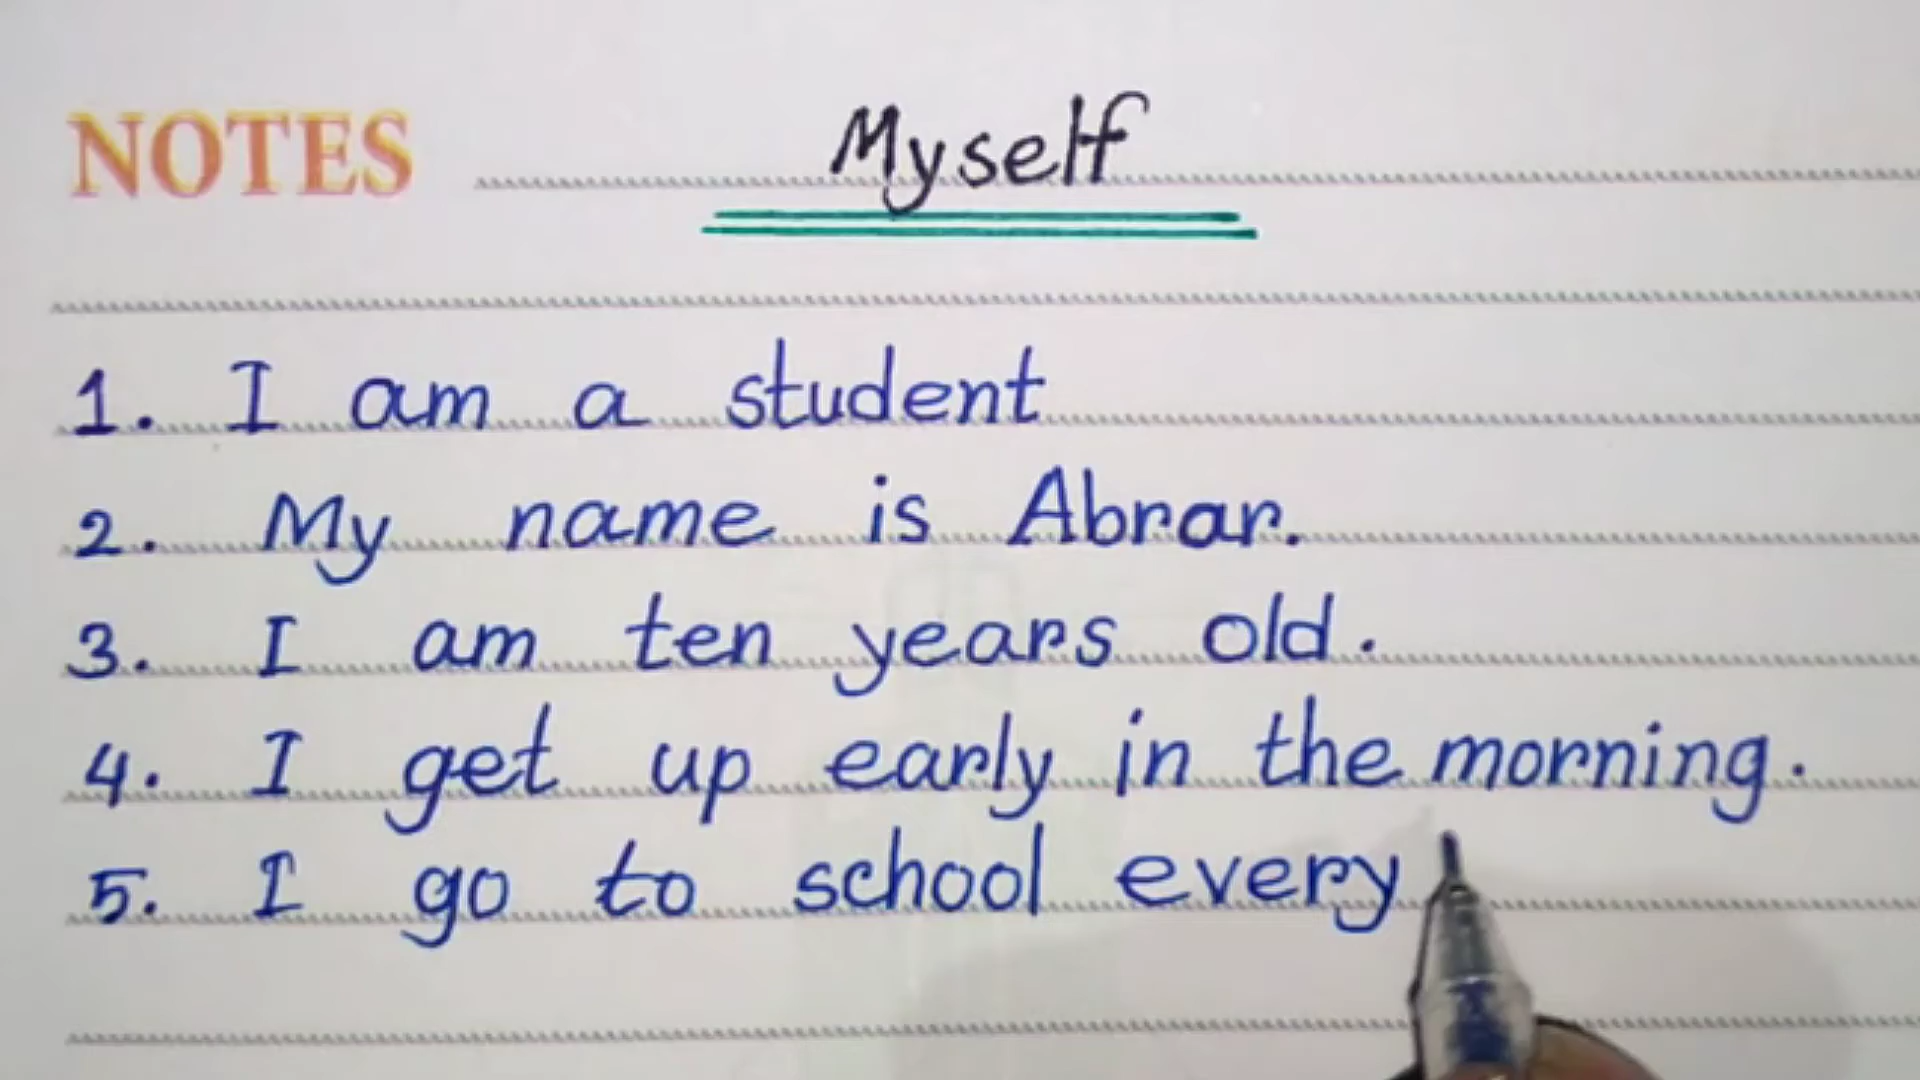 NOTES Myself
1. I am a student
2. My name is Abrar.
3. I am ten years old.
4. I get up early in the morning.
5. I go to school every